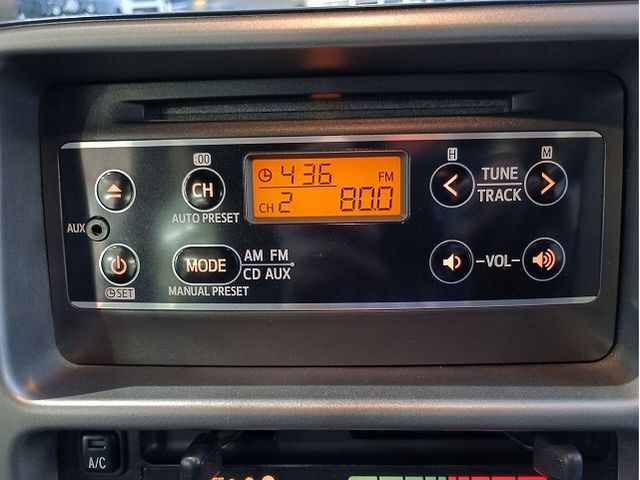 :00
CH
AUTO PRESET
AUX
SET
MODE
AM FM
CD AUX
MANUAL PRESET
4 36
FM
CH 2
80.0
H
M
TUNE
TRACK
VOL
A/C